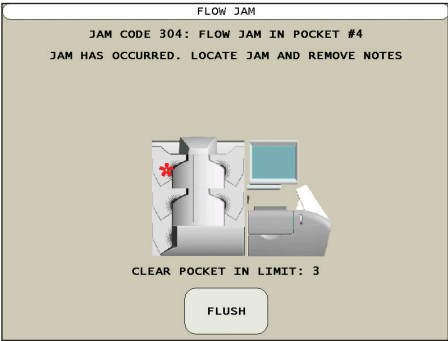 FLOW JAM
JAM CODE 304: FLOW JAM IN POCKET #4
JAM HAS OCCURRED. LOCATE JAM AND REMOVE NOTES
CLEAR POCKET IN LIMIT: 3
FLUSH